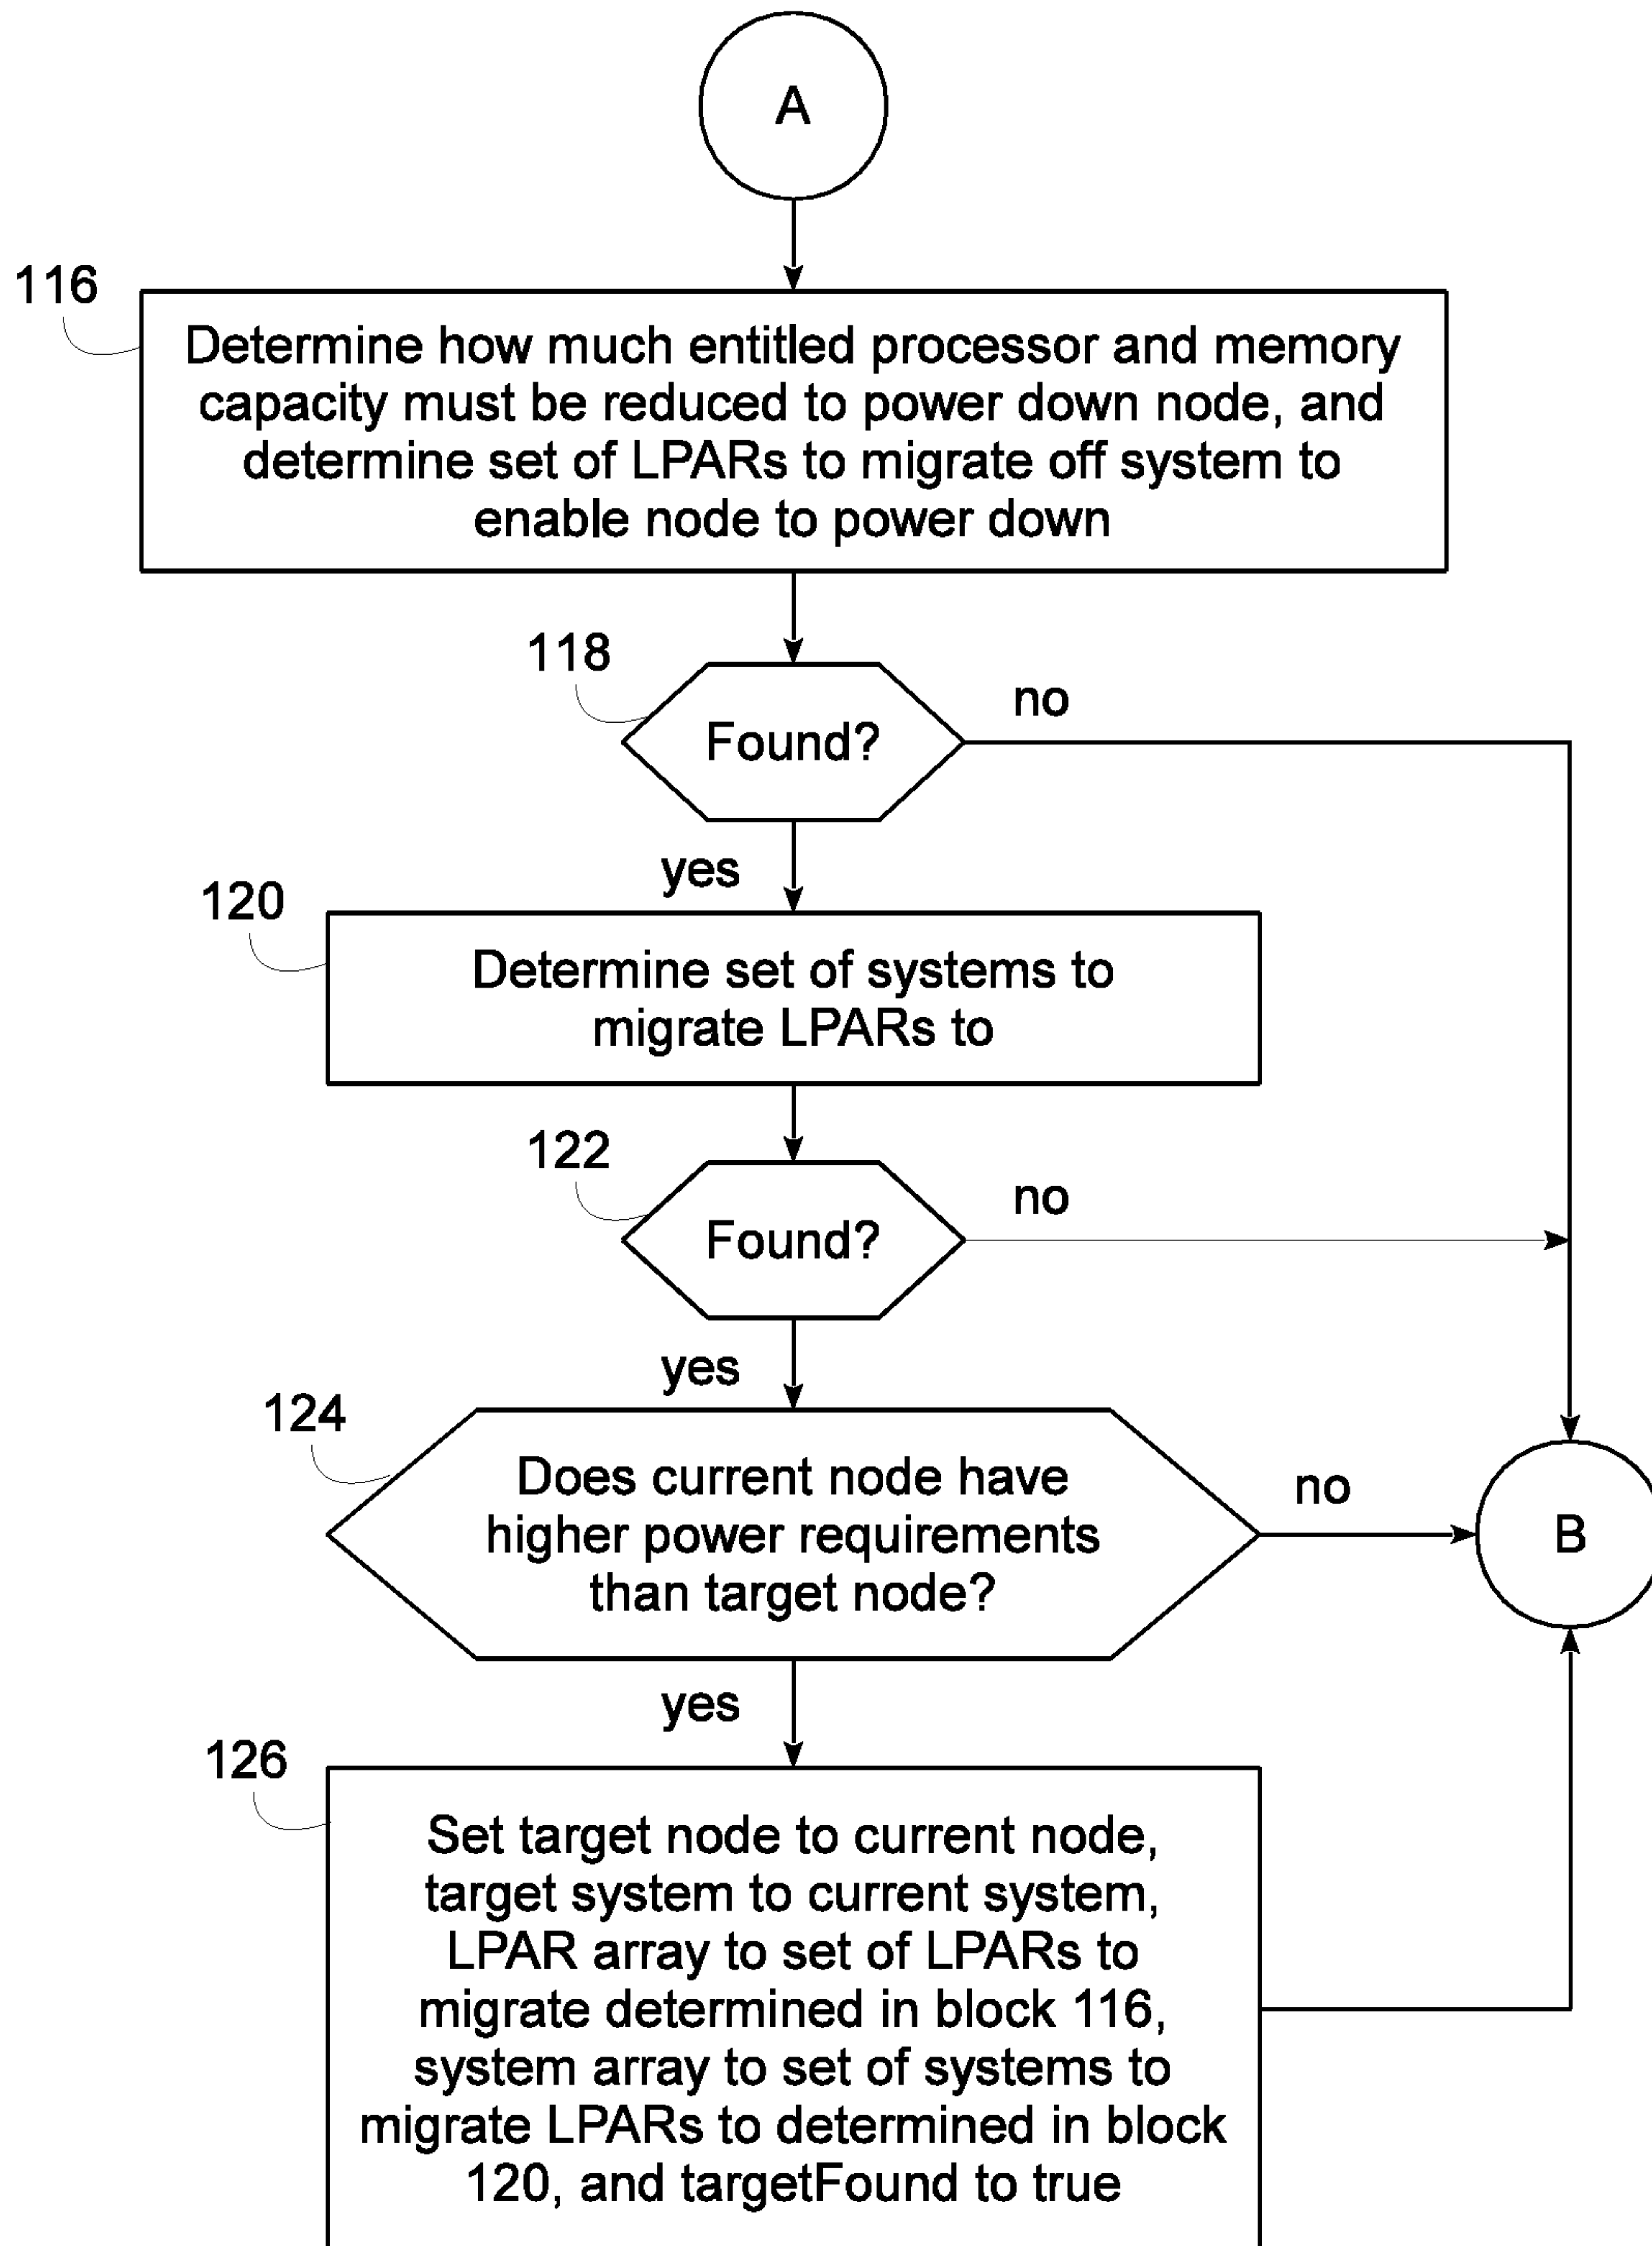 A
116
Determine how much entitled processor and memory
capacity must be reduced to power down node, and
determine set of LPARs to migrate off system to
enable node to power down
118
Found?
no
yes
120
Determine set of systems to
migrate LPARs to
122
Found?
no
yes
124
Does current node have
higher power requirements
than target node?
no
B
yes
126
Set target node to current node,
target system to current system,
LPAR array to set of LPARs to
migrate determined in block 116,
system array to set of systems to
migrate LPARs to determined in block
120, and targetFound to true